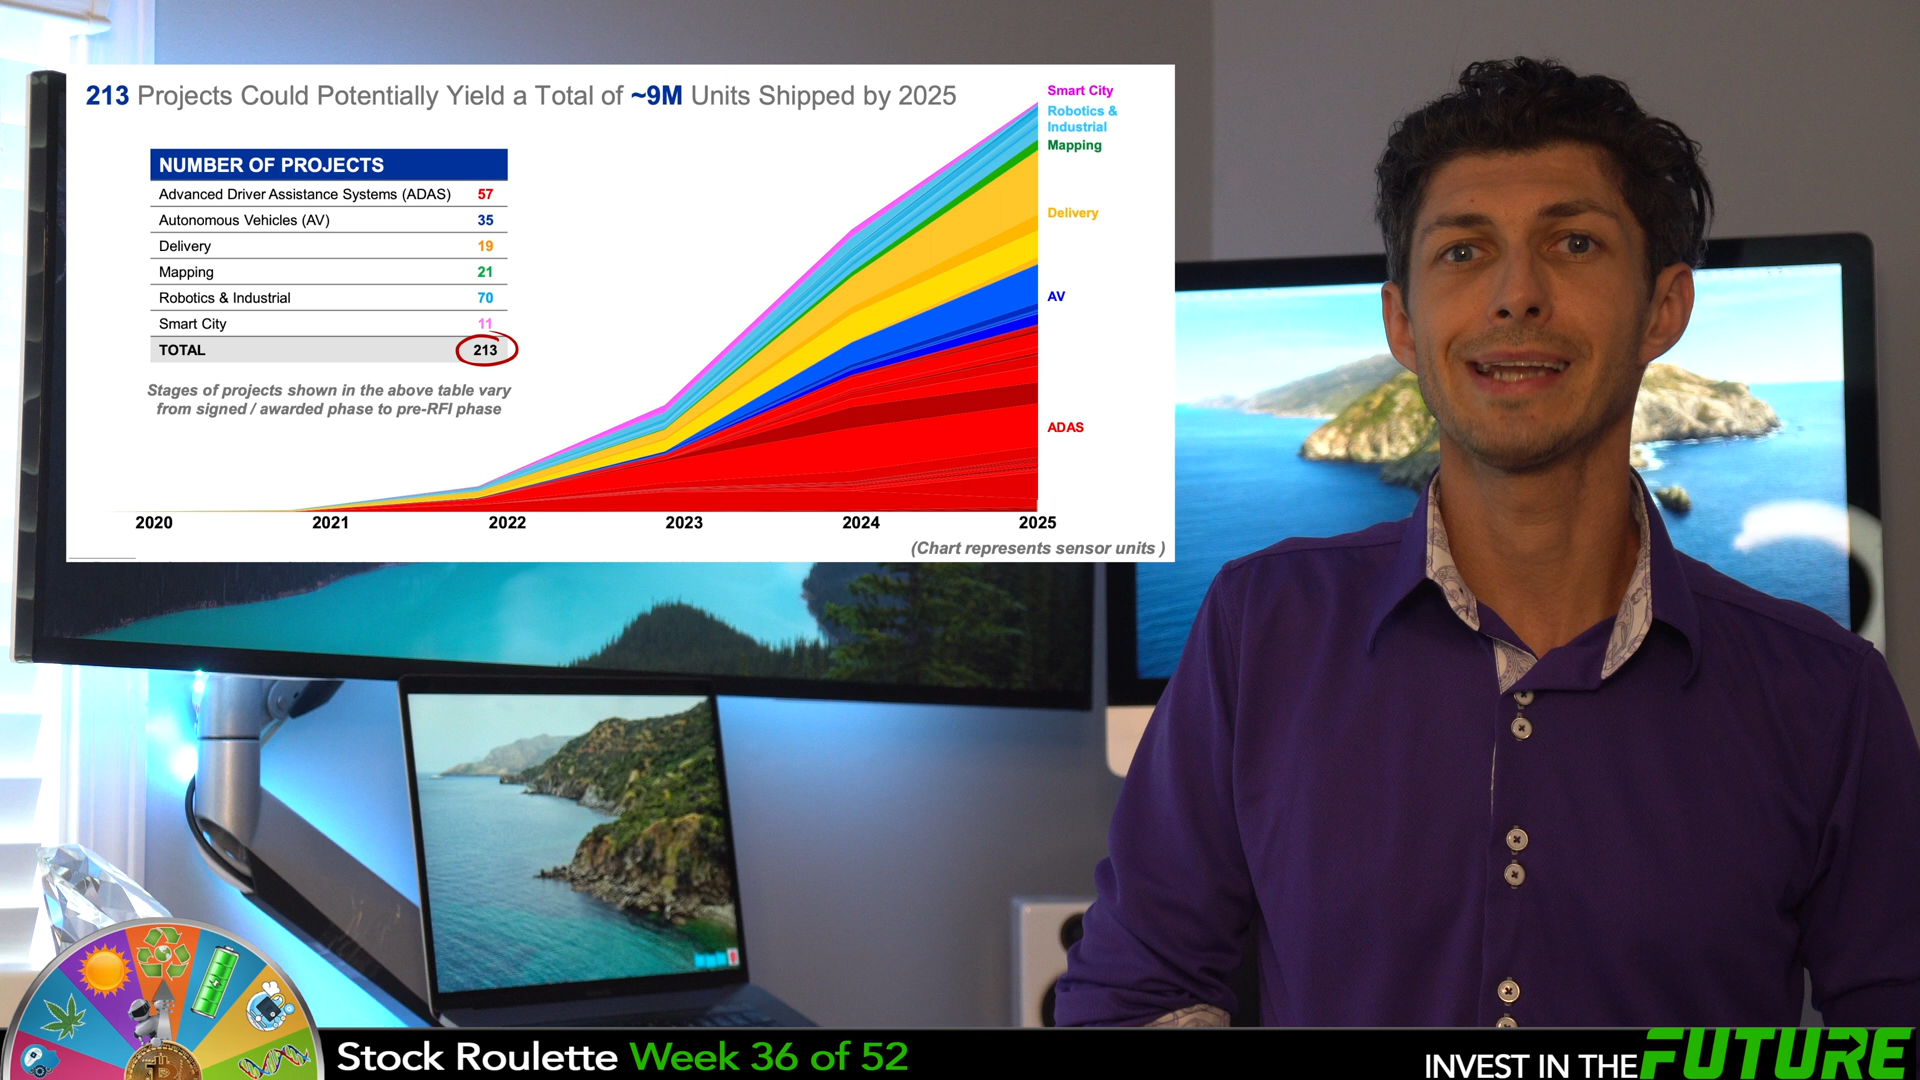 213 Projects Could Potentially Yield a Total of ~9M Units Shipped by 2025
NUMBER OF PROJECTS
Advanced Driver Assistance Systems (ADAS) 57
Autonomous Vehicles (AV) 35
Delivery 19
Mapping 21
Robotics & Industrial 70
Smart City 11
TOTAL 213
Stages of projects shown in the above table vary
from signed / awarded phase to pre-RFI phase
Smart City
Robotics &
Industrial
Mapping
Delivery
AV
ADAS
2020 2021 2022 2023 2024 2025
(Chart represents sensor units )
Stock Roulette Week 36 of 52
INVEST IN THE FUTURE